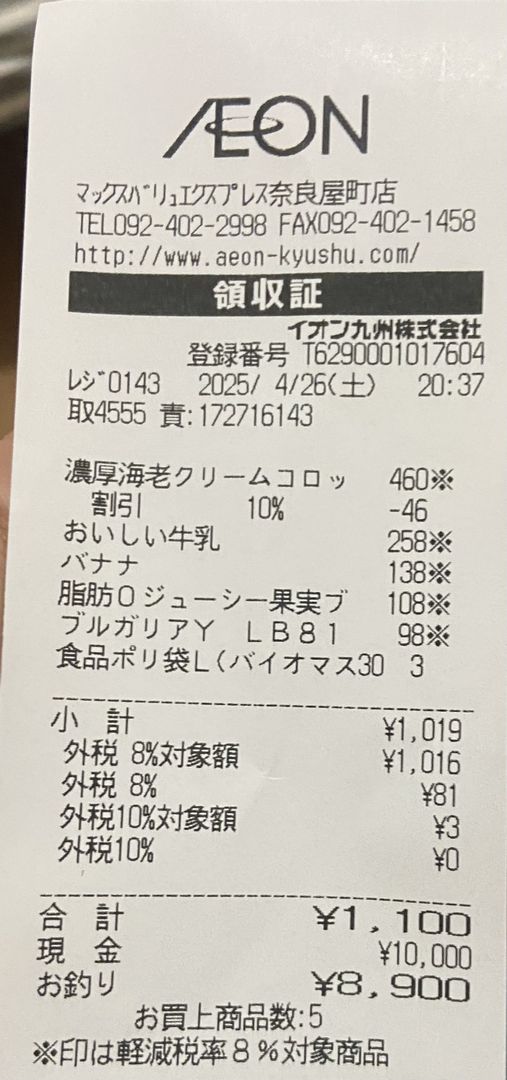 ÆON
マックスバリュエクスプレス奈良屋町店
TEL092-402-2998 FAX092-402-1458
http://www.aeon-kyushu.com/
領収証
イオン九州株式会社
登録番号 T6290001017604
レジ0143 2025/ 4/26(土) 20:37
取4555 責:172716143
濃厚海老クリームコロッ 460※
割引 10% -46
おいしい牛乳 258※
バナナ 138※
脂肪0ジューシー果実ブ 108※
ブルガリアY LB81 98※
食品ポリ袋L(バイオマス30 3
小計 ¥1,019
外税 8%対象額 ¥1,016
外税 8% ¥81
外税10%対象額 ¥3
外税10% ¥0
合計 ¥1,100
現金 ¥10,000
お釣り ¥8,900
お買上商品数:5
※印は軽減税率8%対象商品